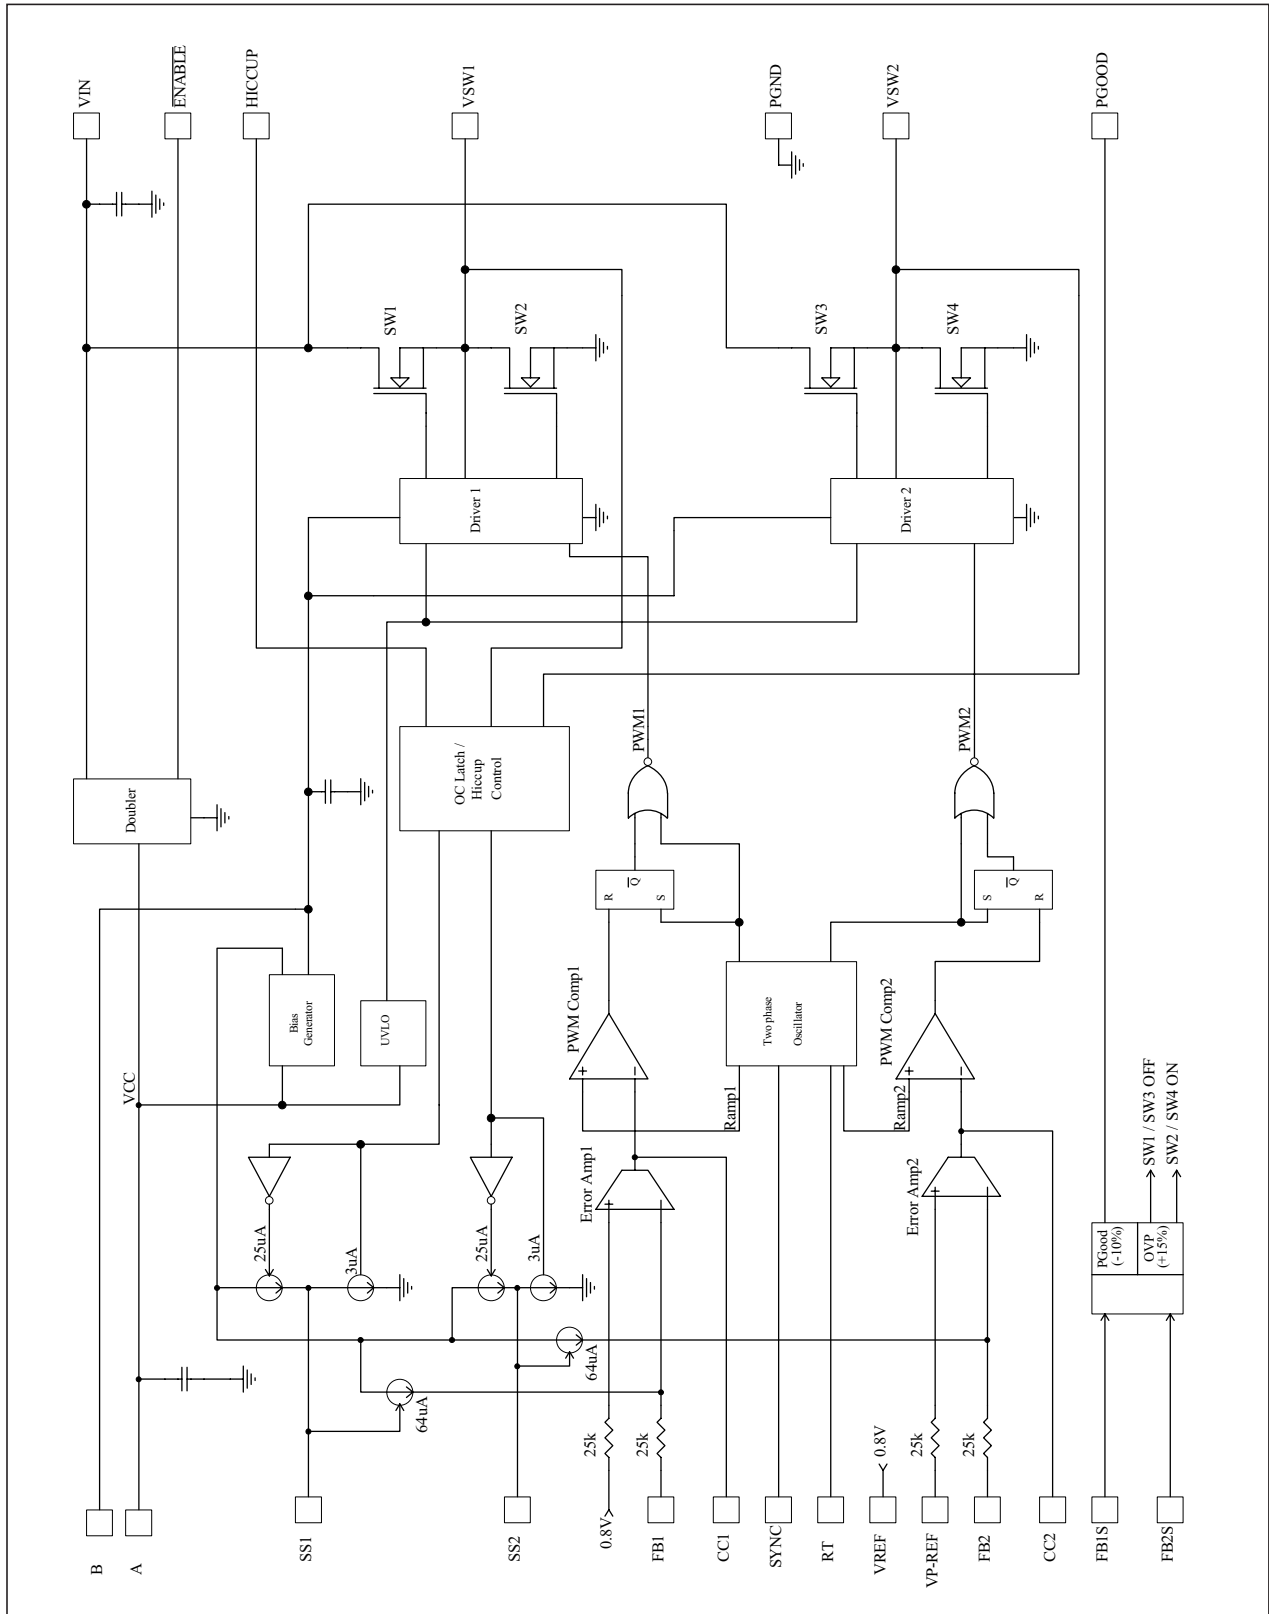 VIN
ENABLE
HICCUP
VSW1
PGND
VSW2
PGOOD
SW1
SW2
SW3
SW4
Driver 1
Driver 2
Doubler
OC Latch /
Hiccup
Control
PWM1
PWM2
R
Q
S
S
Q
R
Bias
Generator
UVLO
VCC
PWM Comp1
+
−
Ramp1
Two phase
Oscillator
PWM Comp2
+
−
Ramp2
25uA
3uA
25uA
3uA
64uA
64uA
Error Amp1
+
−
Error Amp2
+
−
SW1 / SW3 OFF
SW2 / SW4 ON
PGood
(-10%)
OVP
(+15%)
25k
25k
0.8V
25k
25k
B
A
SS1
SS2
0.8V
FB1
CC1
SYNC
RT
VREF
VP-REF
FB2
CC2
FB1S
FB2S